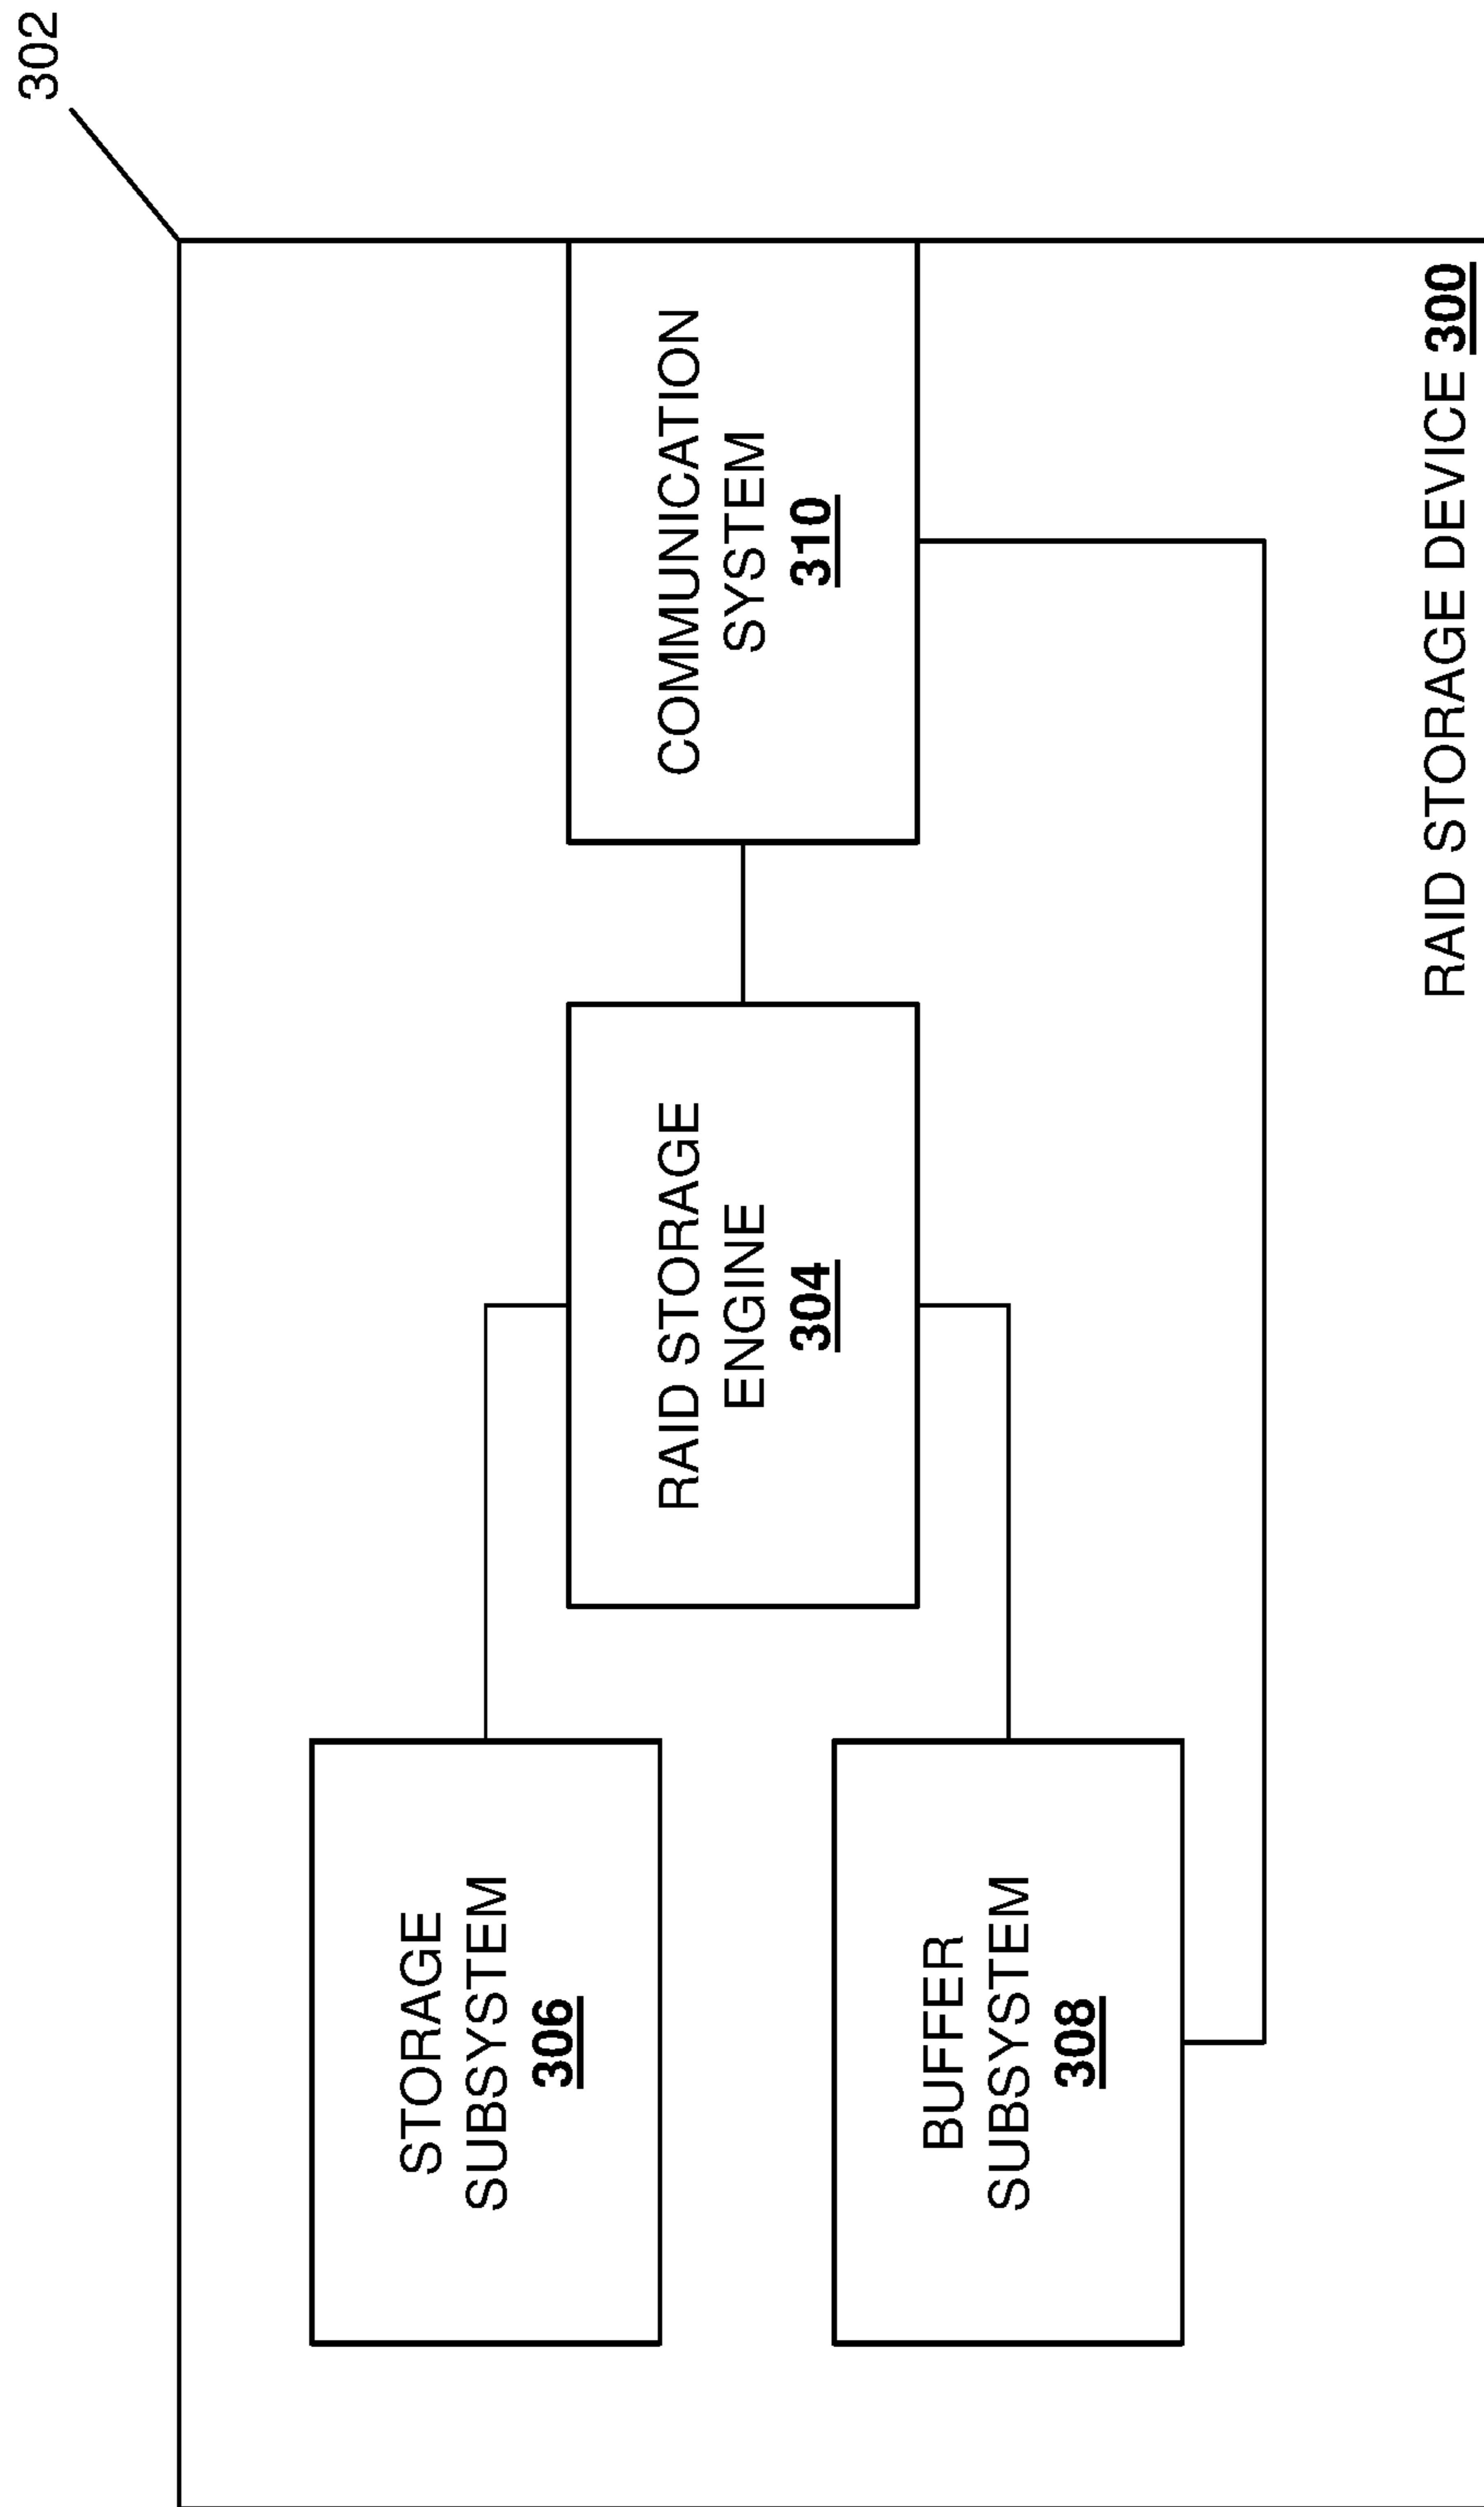 302
STORAGE
SUBSYSTEM
306
RAID STORAGE
ENGINE
304
COMMUNICATION
SYSTEM
310
BUFFER
SUBSYSTEM
308
RAID STORAGE DEVICE 300